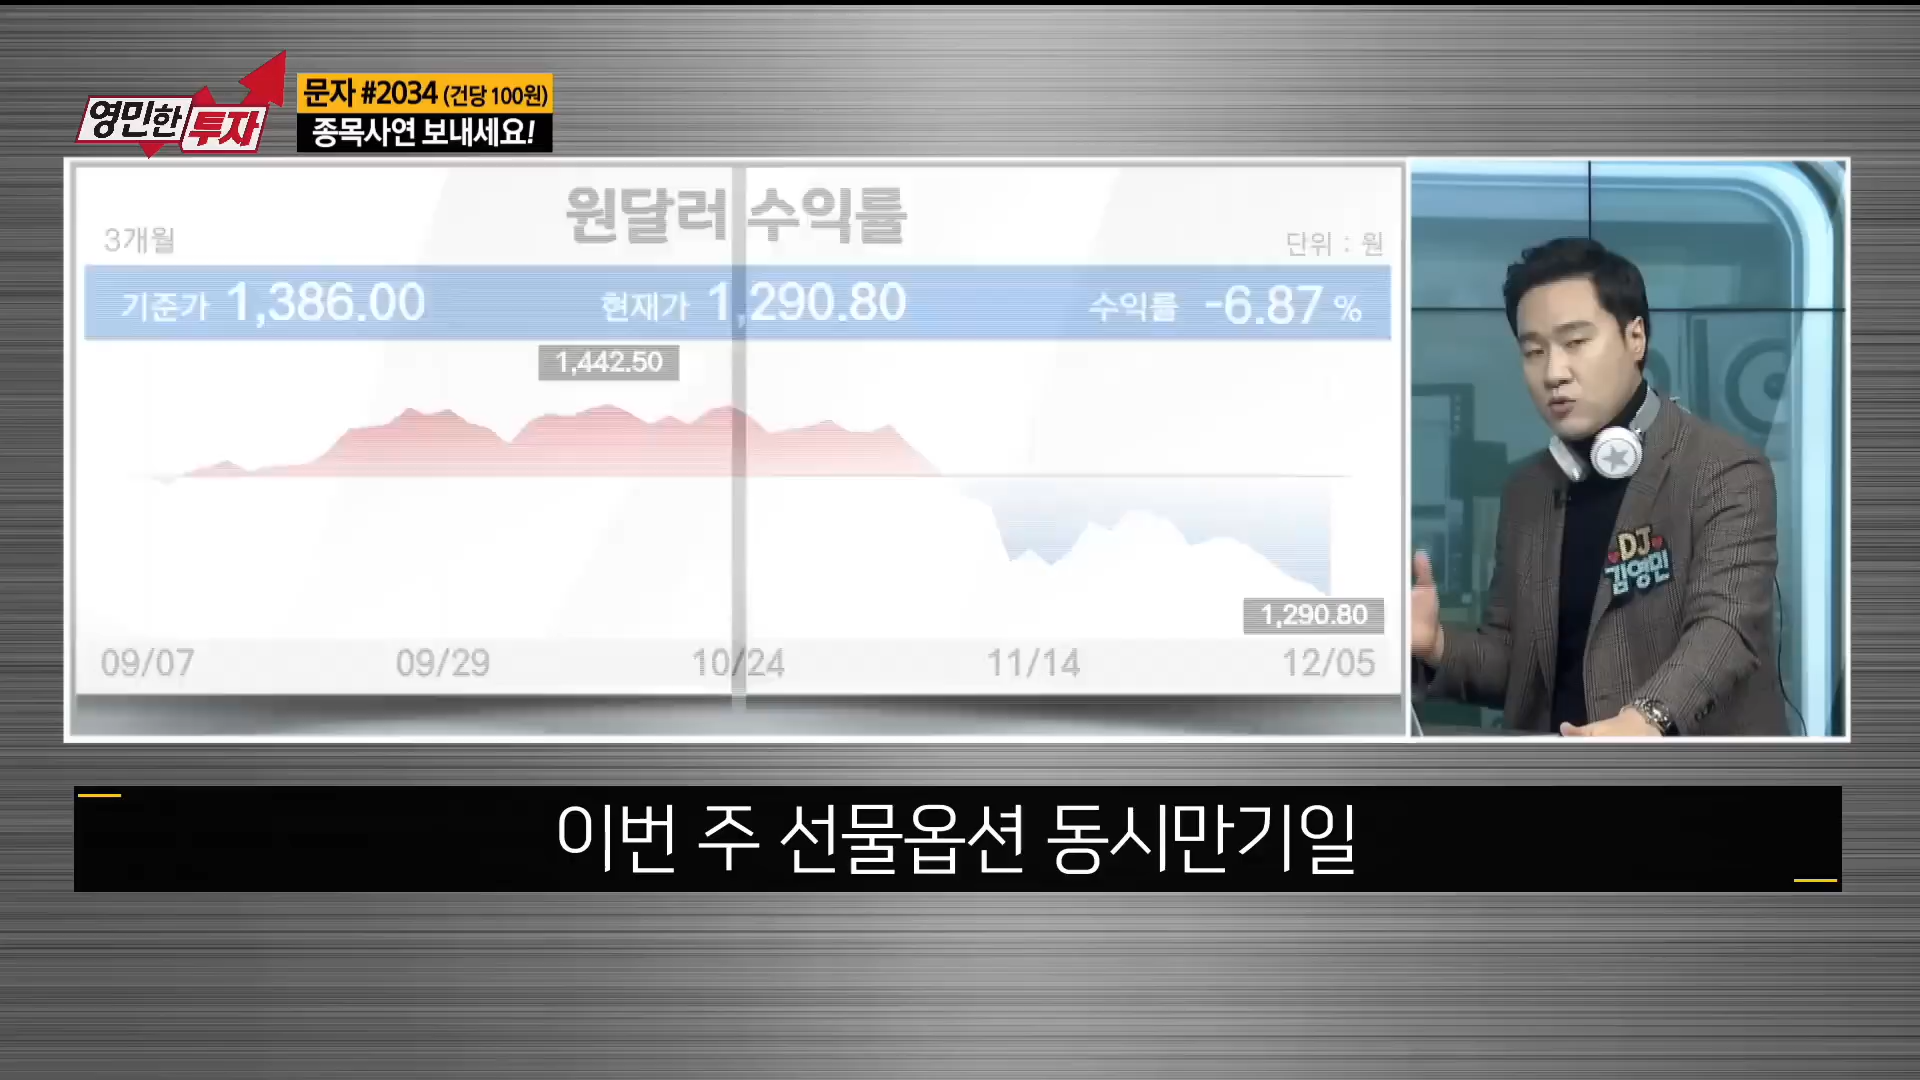 영민한 투자
문자 #2034 (건당 100원)
종목사연 보내세요!
원달러 수익률
3개월
단위 : 원
기준가 1,386.00 현재가 1,290.80 수익률 -6.87 %
1,442.50
1,290.80
09/07 09/29 10/24 11/14 12/05
DJ
김영민
이번 주 선물옵션 동시만기일